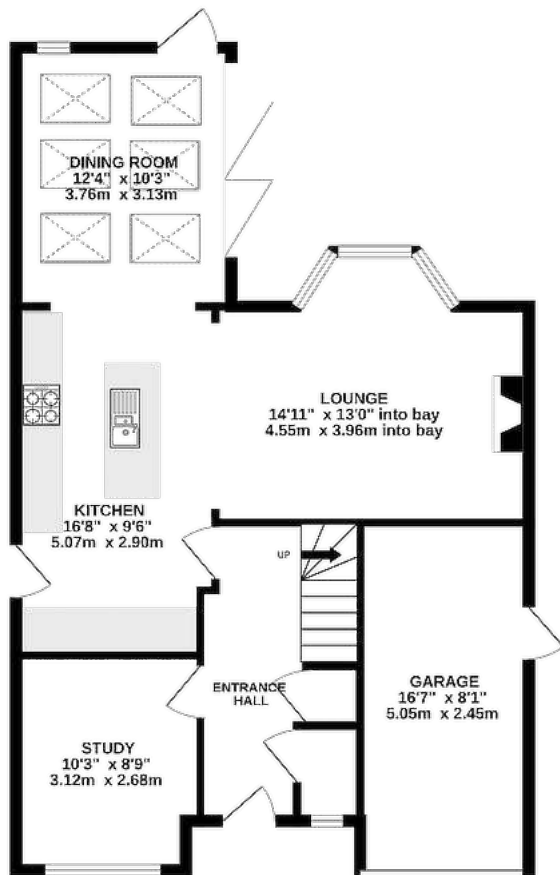 DINING ROOM
12'4" x 10'3"
3.76m x 3.13m
LOUNGE
14'11" x 13'0" into bay
4.55m x 3.96m into bay
KITCHEN
16'8" x 9'6"
5.07m x 2.90m
UP
ENTRANCE
HALL
GARAGE
16'7" x 8'1"
5.05m x 2.45m
STUDY
10'3" x 8'9"
3.12m x 2.68m